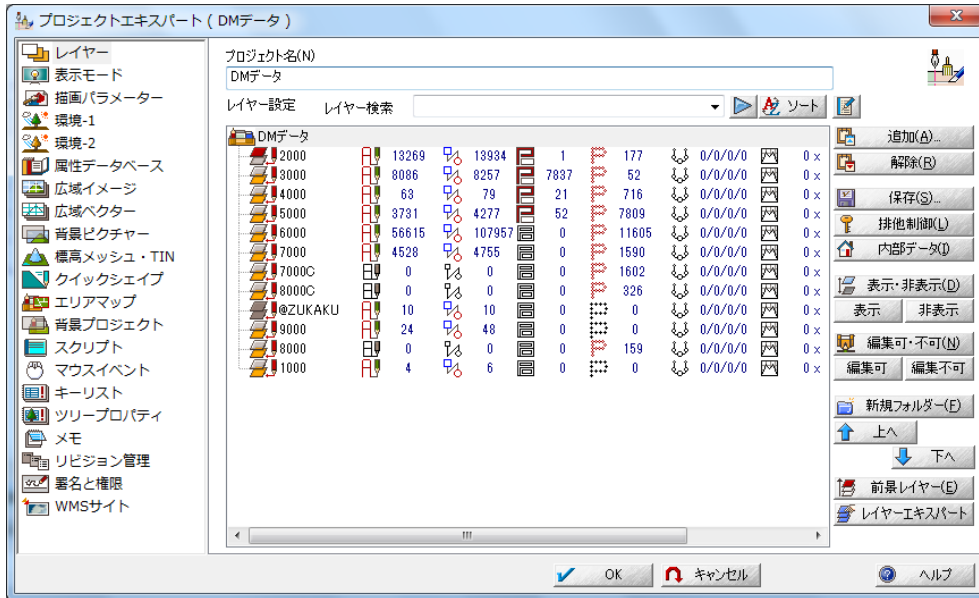 プロジェクトエキスパート ( DMデータ )
レイヤー
表示モード
描画パラメーター
環境-1
環境-2
属性データベース
広域イメージ
広域ベクター
背景ピクチャー
標高メッシュ・TIN
クイックシェイプ
エリアマップ
背景プロジェクト
スクリプト
マウスイベント
キーリスト
ツリープロパティ
メモ
リビジョン管理
署名と権限
WMSサイト
プロジェクト名(N)
DMデータ
レイヤー設定 レイヤー検索 ソート
DMデータ
2000 13269 13934 1 177 0/0/0/0 0 x
3000 8086 8257 7837 52 0/0/0/0 0 x
4000 63 79 21 716 0/0/0/0 0 x
5000 3731 4277 52 7809 0/0/0/0 0 x
6000 56615 107957 0 11605 0/0/0/0 0 x
7000 4528 4755 0 1590 0/0/0/0 0 x
7000C 0 0 0 1602 0/0/0/0 0 x
8000C 0 0 0 326 0/0/0/0 0 x
@ZUKAKU 10 10 0 0 0/0/0/0 0 x
9000 24 48 0 0 0/0/0/0 0 x
8000 0 0 0 159 0/0/0/0 0 x
1000 4 6 0 0 0/0/0/0 0 x
追加(A)...
解除(R)
保存(S)...
排他制御(L)
内部データ(I)
表示・非表示(D)
表示 非表示
編集可・不可(N)
編集可 編集不可
新規フォルダー(F)
上へ
下へ
前景レイヤー(E)
レイヤーエキスパート
OK キャンセル ヘルプ